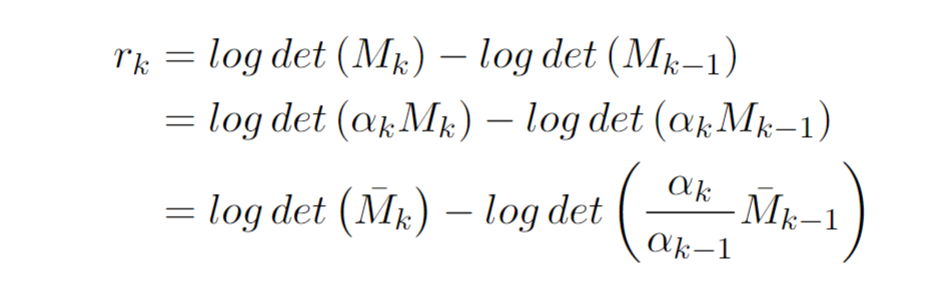 r_k = log det (M_k) − log det (M_{k−1})
= log det (α_k M_k) − log det (α_k M_{k−1})
= log det (M̄_k) − log det (α_k / α_{k−1} M̄_{k−1})